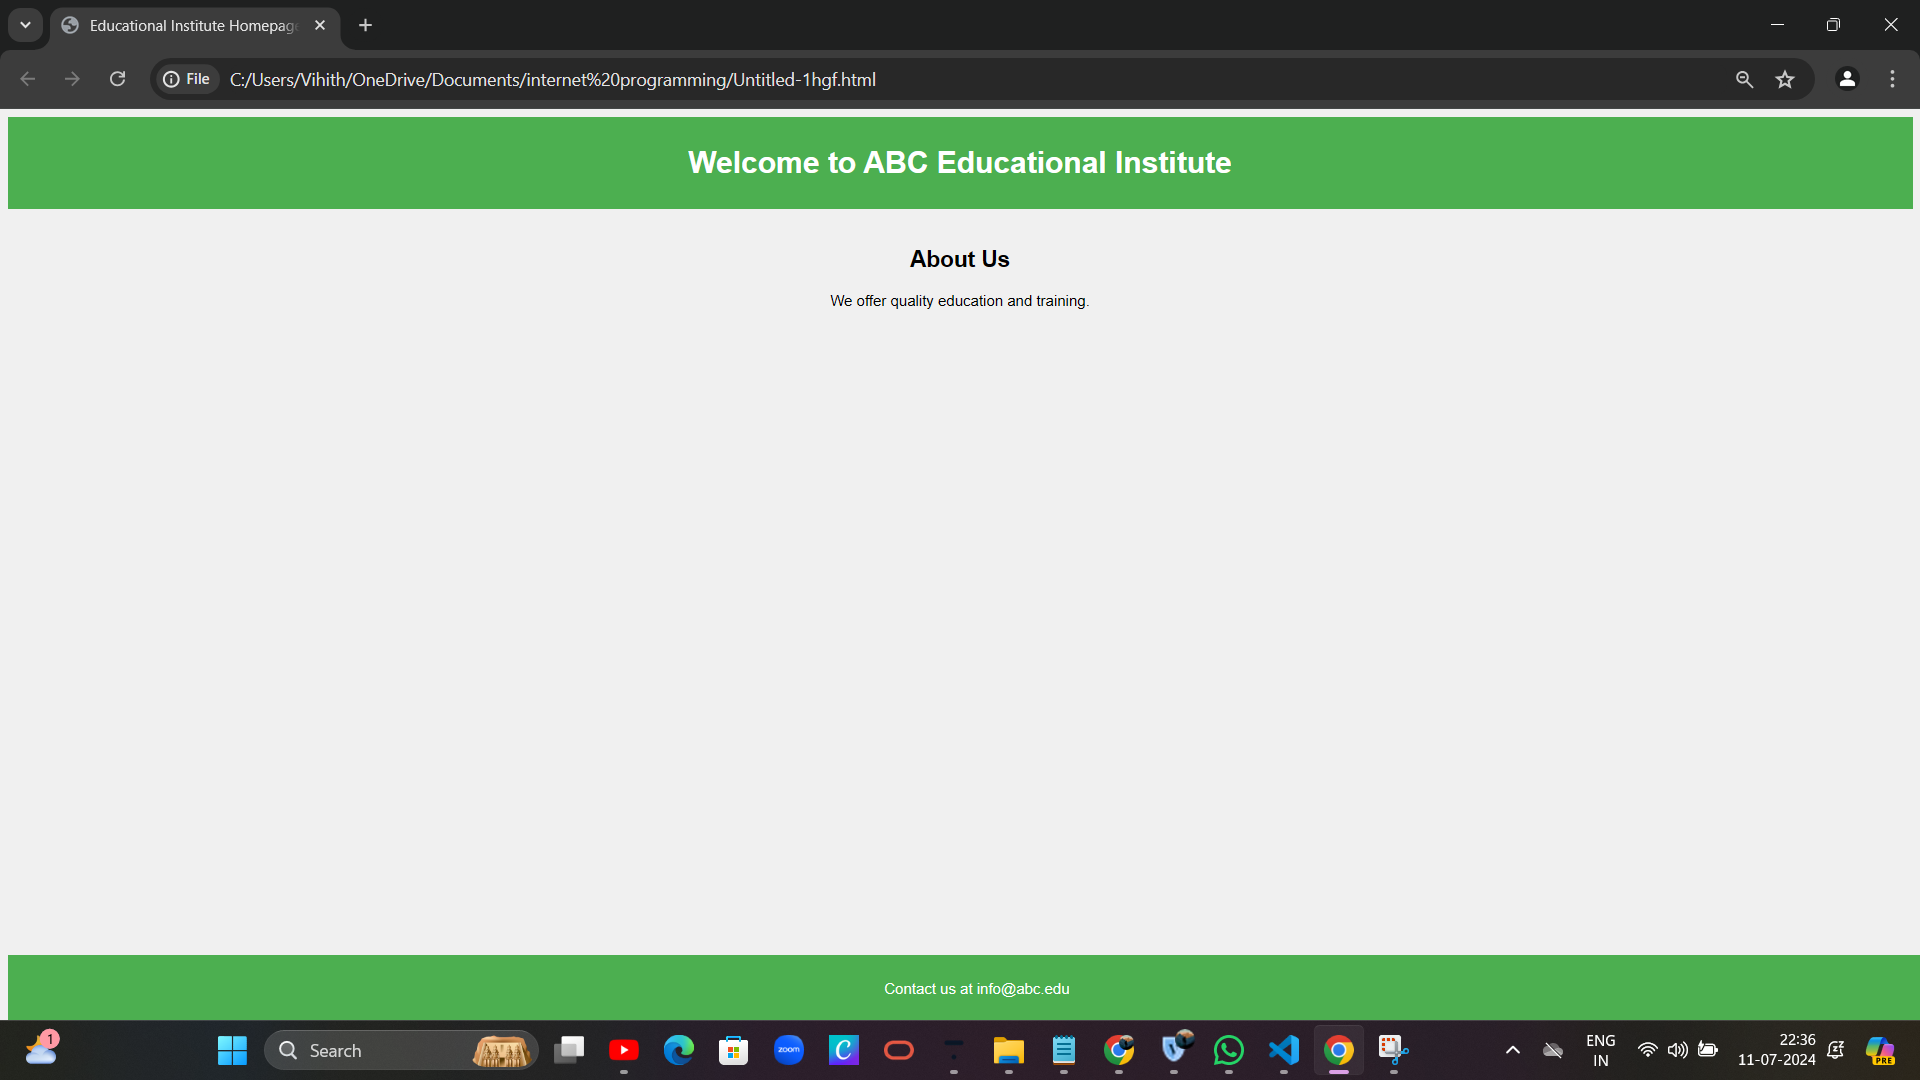 Educational Institute Homepag
File
C:/Users/Vihith/OneDrive/Documents/internet%20programming/Untitled-1hgf.html
Welcome to ABC Educational Institute
About Us
We offer quality education and training.
Contact us at info@abc.edu
1
Search
zoom
C
ENG
IN
22:36
11-07-2024
PRE